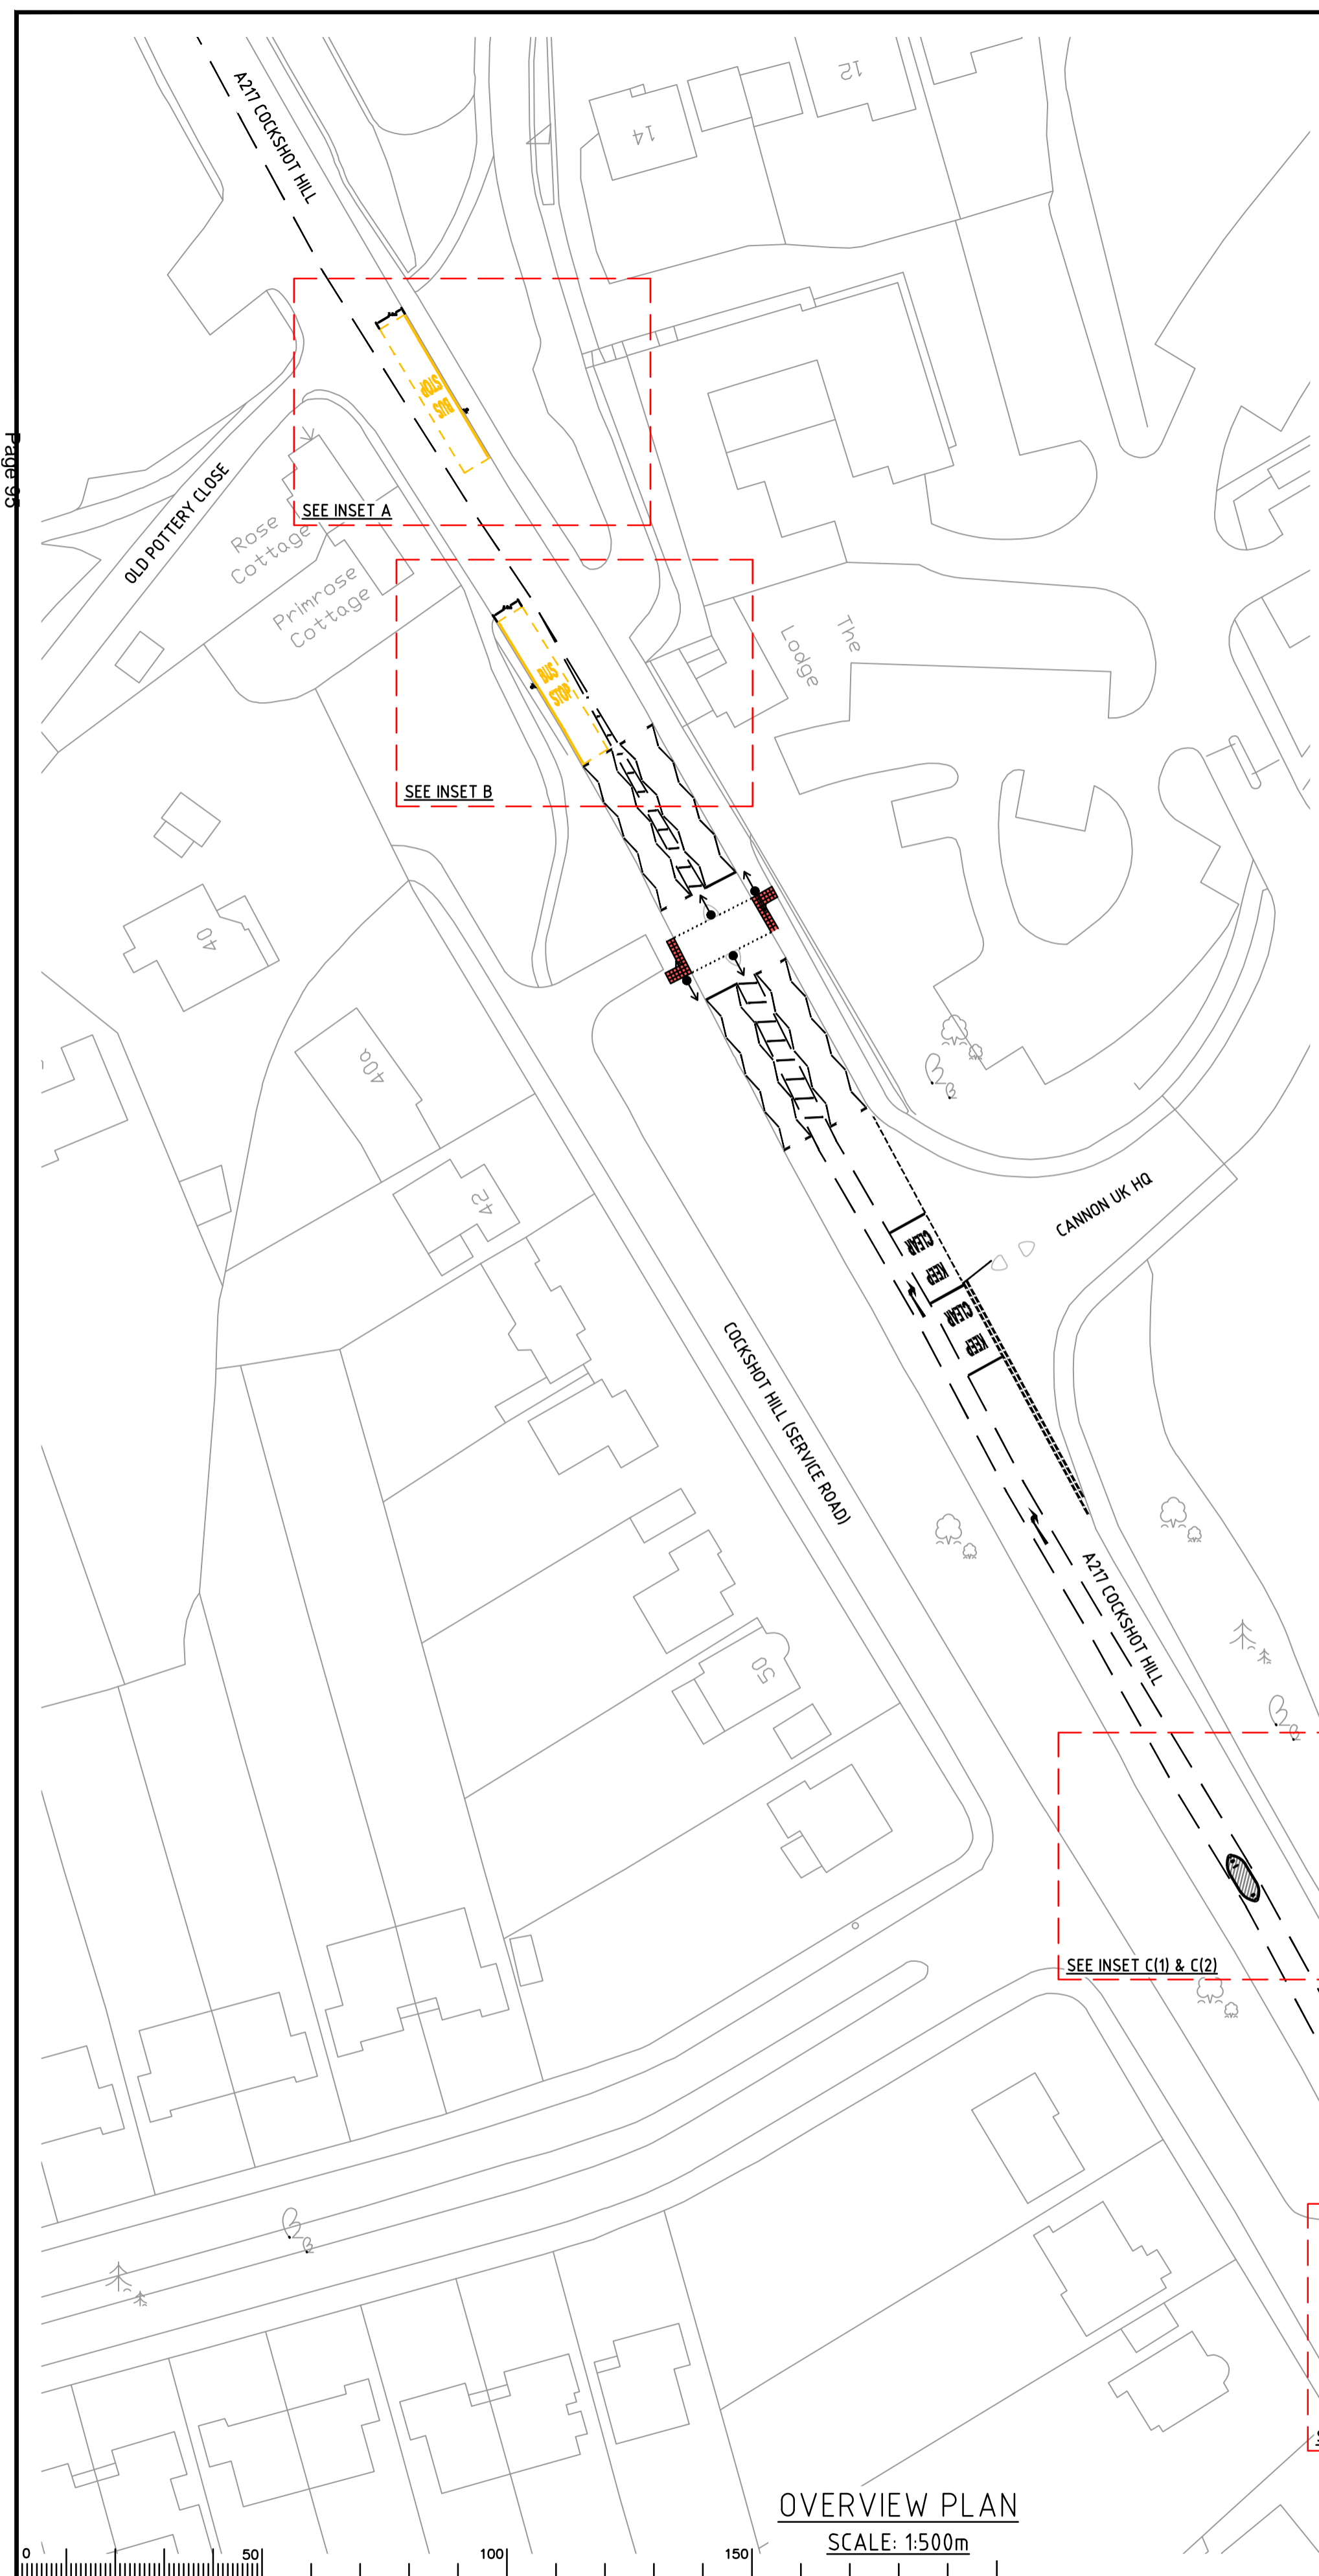 A217 COCKSHOT HILL
12
14
Page 95
BUS
STOP
SEE INSET A
OLD POTTERY CLOSE
Rose
Cottage
Primrose
Cottage
The
Lodge
BUS
STOP
SEE INSET B
40
40a
42
CANNON UK HQ
KEEP
CLEAR
KEEP
CLEAR
COCKSHOT HILL (SERVICE ROAD)
A217 COCKSHOT HILL
50
SEE INSET C(1) & C(2)
OVERVIEW PLAN
SCALE: 1:500m
0 50 100 150